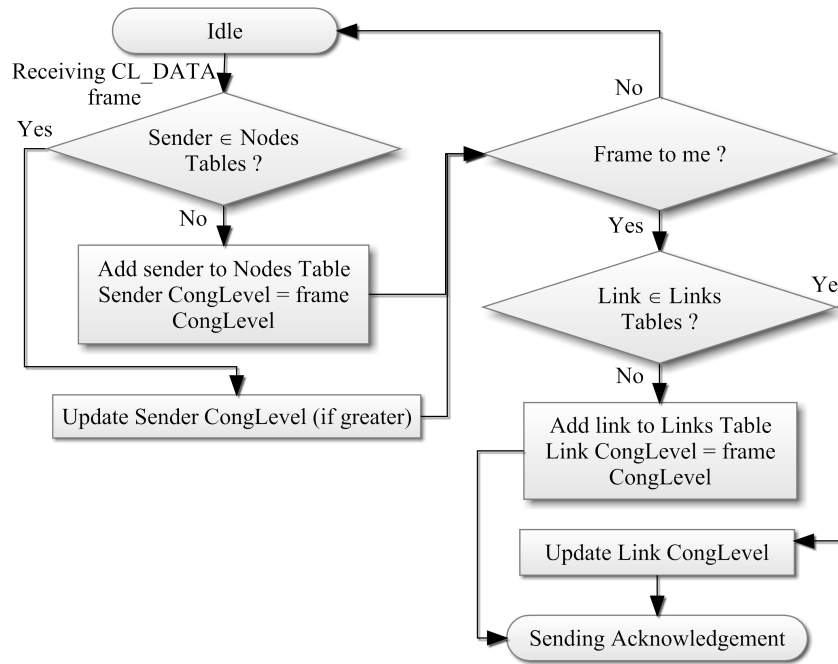 Idle
Receiving CL_DATA
frame
Yes
Sender ∈ Nodes
Tables ?
No
Add sender to Nodes Table
Sender CongLevel = frame
CongLevel
Update Sender CongLevel (if greater)
No
Frame to me ?
Yes
Link ∈ Links
Tables ?
Ye
No
Add link to Links Table
Link CongLevel = frame
CongLevel
Update Link CongLevel
Sending Acknowledgement